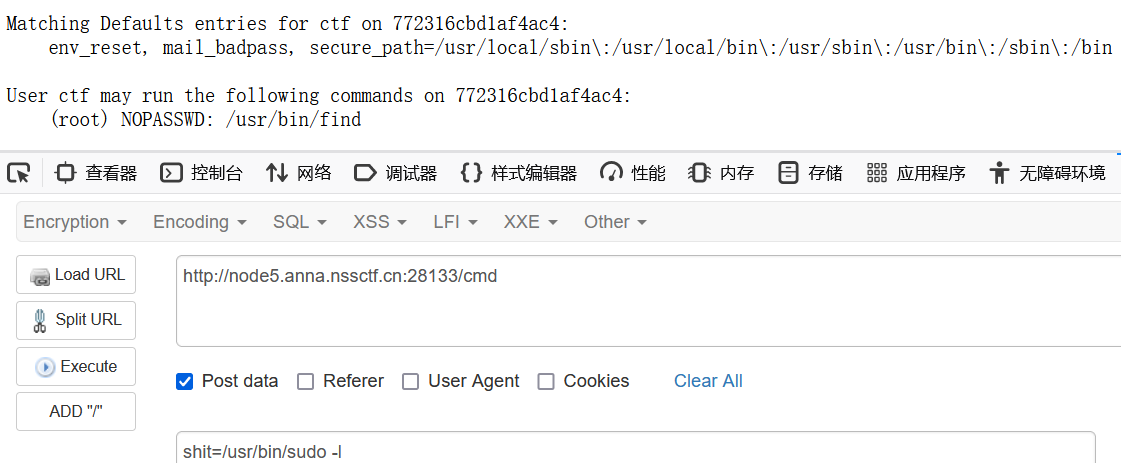 Matching Defaults entries for ctf on 772316cbd1af4ac4:
env_reset, mail_badpass, secure_path=/usr/local/sbin\:/usr/local/bin\:/usr/sbin\:/usr/bin\:/sbin\:/bin
User ctf may run the following commands on 772316cbd1af4ac4:
(root) NOPASSWD: /usr/bin/find
查看器 控制台 网络 调试器 样式编辑器 性能 内存 存储 应用程序 无障碍环境
Encryption Encoding SQL XSS LFI XXE Other
Load URL
http://node5.anna.nssctf.cn:28133/cmd
Split URL
Execute
Post data Referer User Agent Cookies Clear All
ADD "/"
shit=/usr/bin/sudo -l